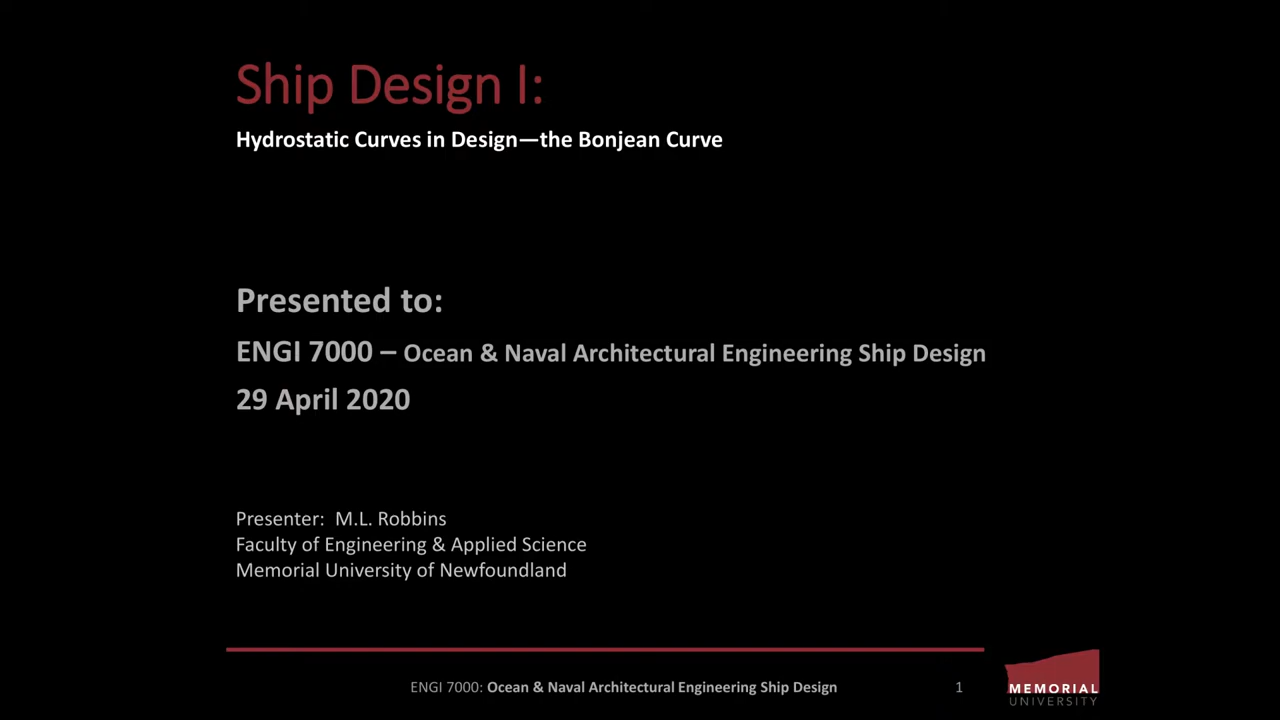 Ship Design I:
Hydrostatic Curves in Design—the Bonjean Curve
Presented to:
ENGI 7000 – Ocean & Naval Architectural Engineering Ship Design
29 April 2020
Presenter:  M.L. Robbins
Faculty of Engineering & Applied Science
Memorial University of Newfoundland
ENGI 7000: Ocean & Naval Architectural Engineering Ship Design
1
MEMORIAL
UNIVERSITY